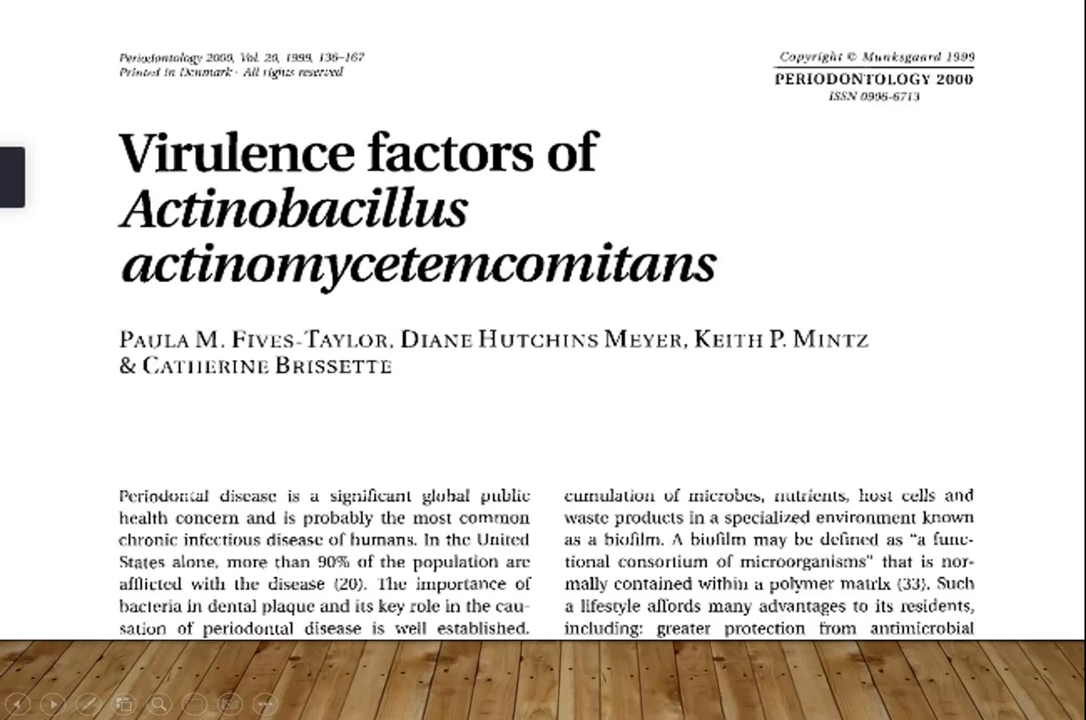 Periodontology 2000, Vol. 20, 1999, 136–167
Printed in Denmark · All rights reserved
Copyright © Munksgaard 1999
PERIODONTOLOGY 2000
ISSN 0906-6713
Virulence factors of
Actinobacillus
actinomycetemcomitans
PAULA M. FIVES-TAYLOR, DIANE HUTCHINS MEYER, KEITH P. MINTZ
& CATHERINE BRISSETTE
Periodontal disease is a significant global public
health concern and is probably the most common
chronic infectious disease of humans. In the United
States alone, more than 90% of the population are
afflicted with the disease (20). The importance of
bacteria in dental plaque and its key role in the cau-
sation of periodontal disease is well established.
cumulation of microbes, nutrients, host cells and
waste products in a specialized environment known
as a biofilm. A biofilm may be defined as "a func-
tional consortium of microorganisms" that is nor-
mally contained within a polymer matrix (33). Such
a lifestyle affords many advantages to its residents,
including: greater protection from antimicrobial